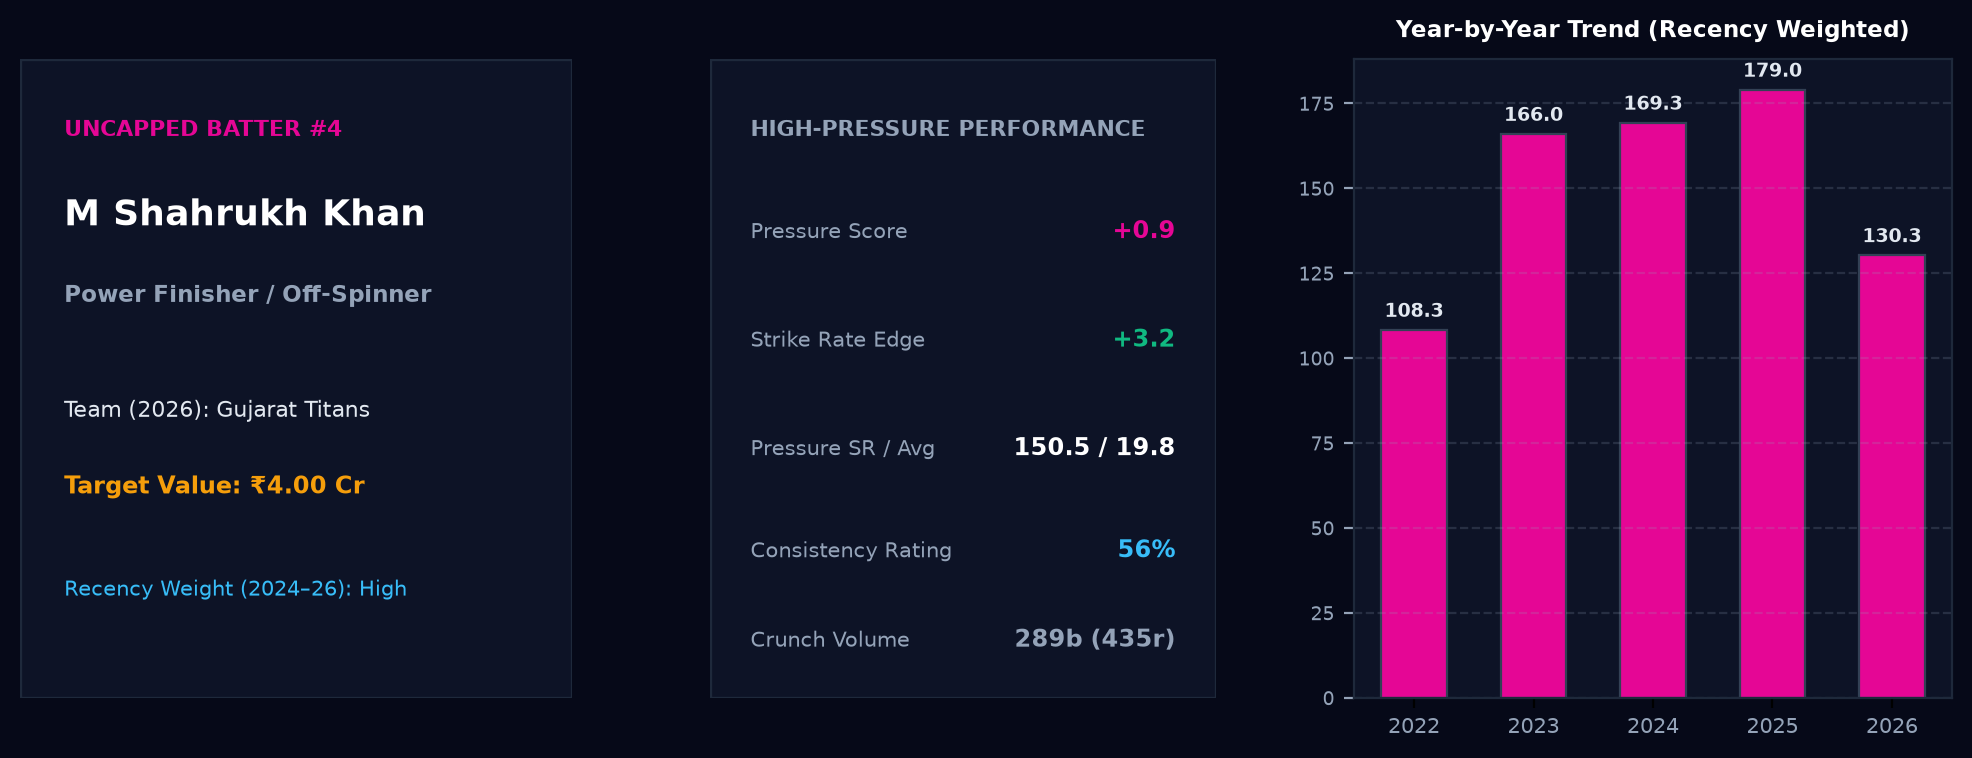 UNCAPPED BATTER #4
M Shahrukh Khan
Power Finisher / Off-Spinner
Team (2026): Gujarat Titans
Target Value: ₹4.00 Cr
Recency Weight (2024–26): High
HIGH-PRESSURE PERFORMANCE
Pressure Score +0.9
Strike Rate Edge +3.2
Pressure SR / Avg 150.5 / 19.8
Consistency Rating 56%
Crunch Volume 289b (435r)
Year-by-Year Trend (Recency Weighted)
175
150
125
100
75
50
25
0
108.3
166.0
169.3
179.0
130.3
2022 2023 2024 2025 2026